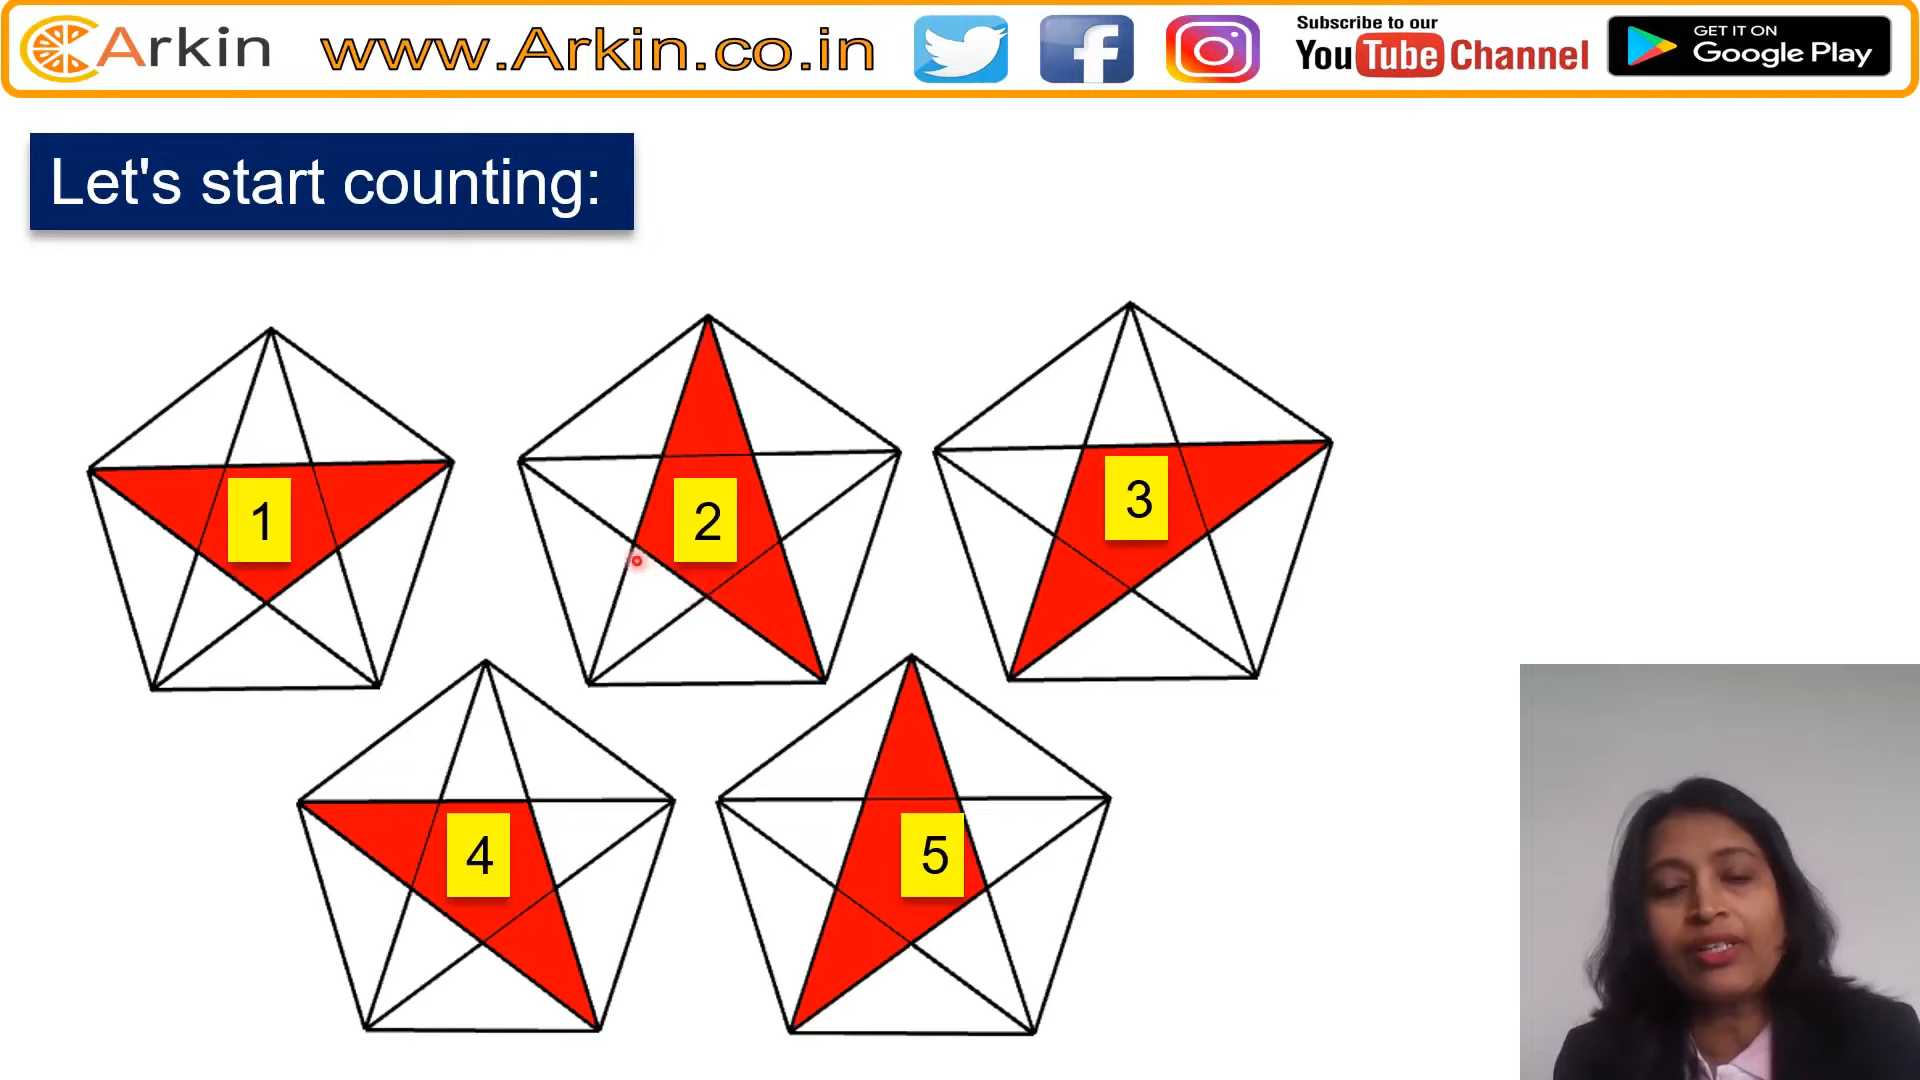 Arkin www.Arkin.co.in Subscribe to our YouTube Channel GET IT ON Google Play
Let's start counting:
1 2 3
4 5